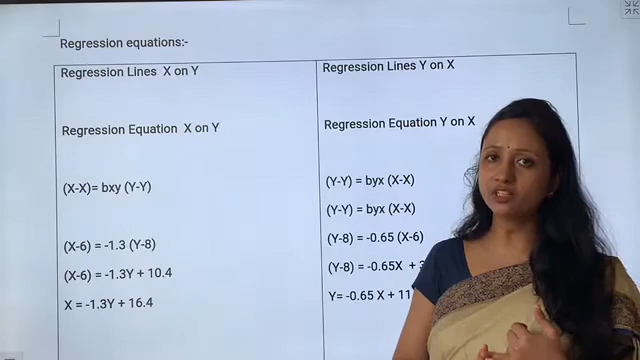 Regression equations:-
Regression Lines X on Y
Regression Equation X on Y
(X-X)= bxy (Y-Y)
(X-6) = -1.3 (Y-8)
(X-6) = -1.3Y + 10.4
X = -1.3Y + 16.4
Regression Lines Y on X
Regression Equation Y on X
(Y-Y) = byx (X-X)
(Y-Y) = byx (X-X)
(Y-8) = -0.65 (X-6)
(Y-8) = -0.65X + 3
Y= -0.65 X + 11